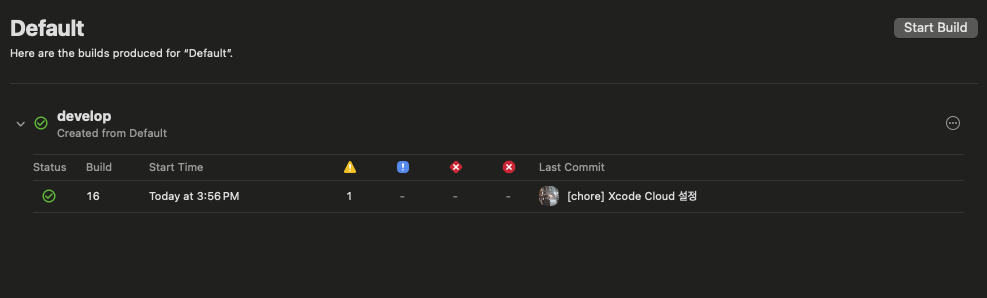 Default
Start Build
Here are the builds produced for “Default”.
develop
Created from Default
Status Build Start Time Last Commit
16 Today at 3:56 PM 1 - - - [chore] Xcode Cloud 설정